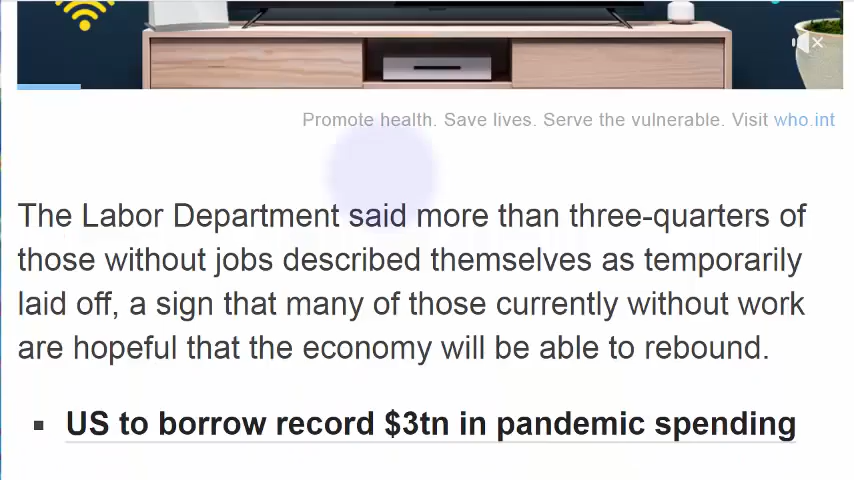 Promote health. Save lives. Serve the vulnerable. Visit who.int
The Labor Department said more than three-quarters of
those without jobs described themselves as temporarily
laid off, a sign that many of those currently without work
are hopeful that the economy will be able to rebound.
US to borrow record $3tn in pandemic spending